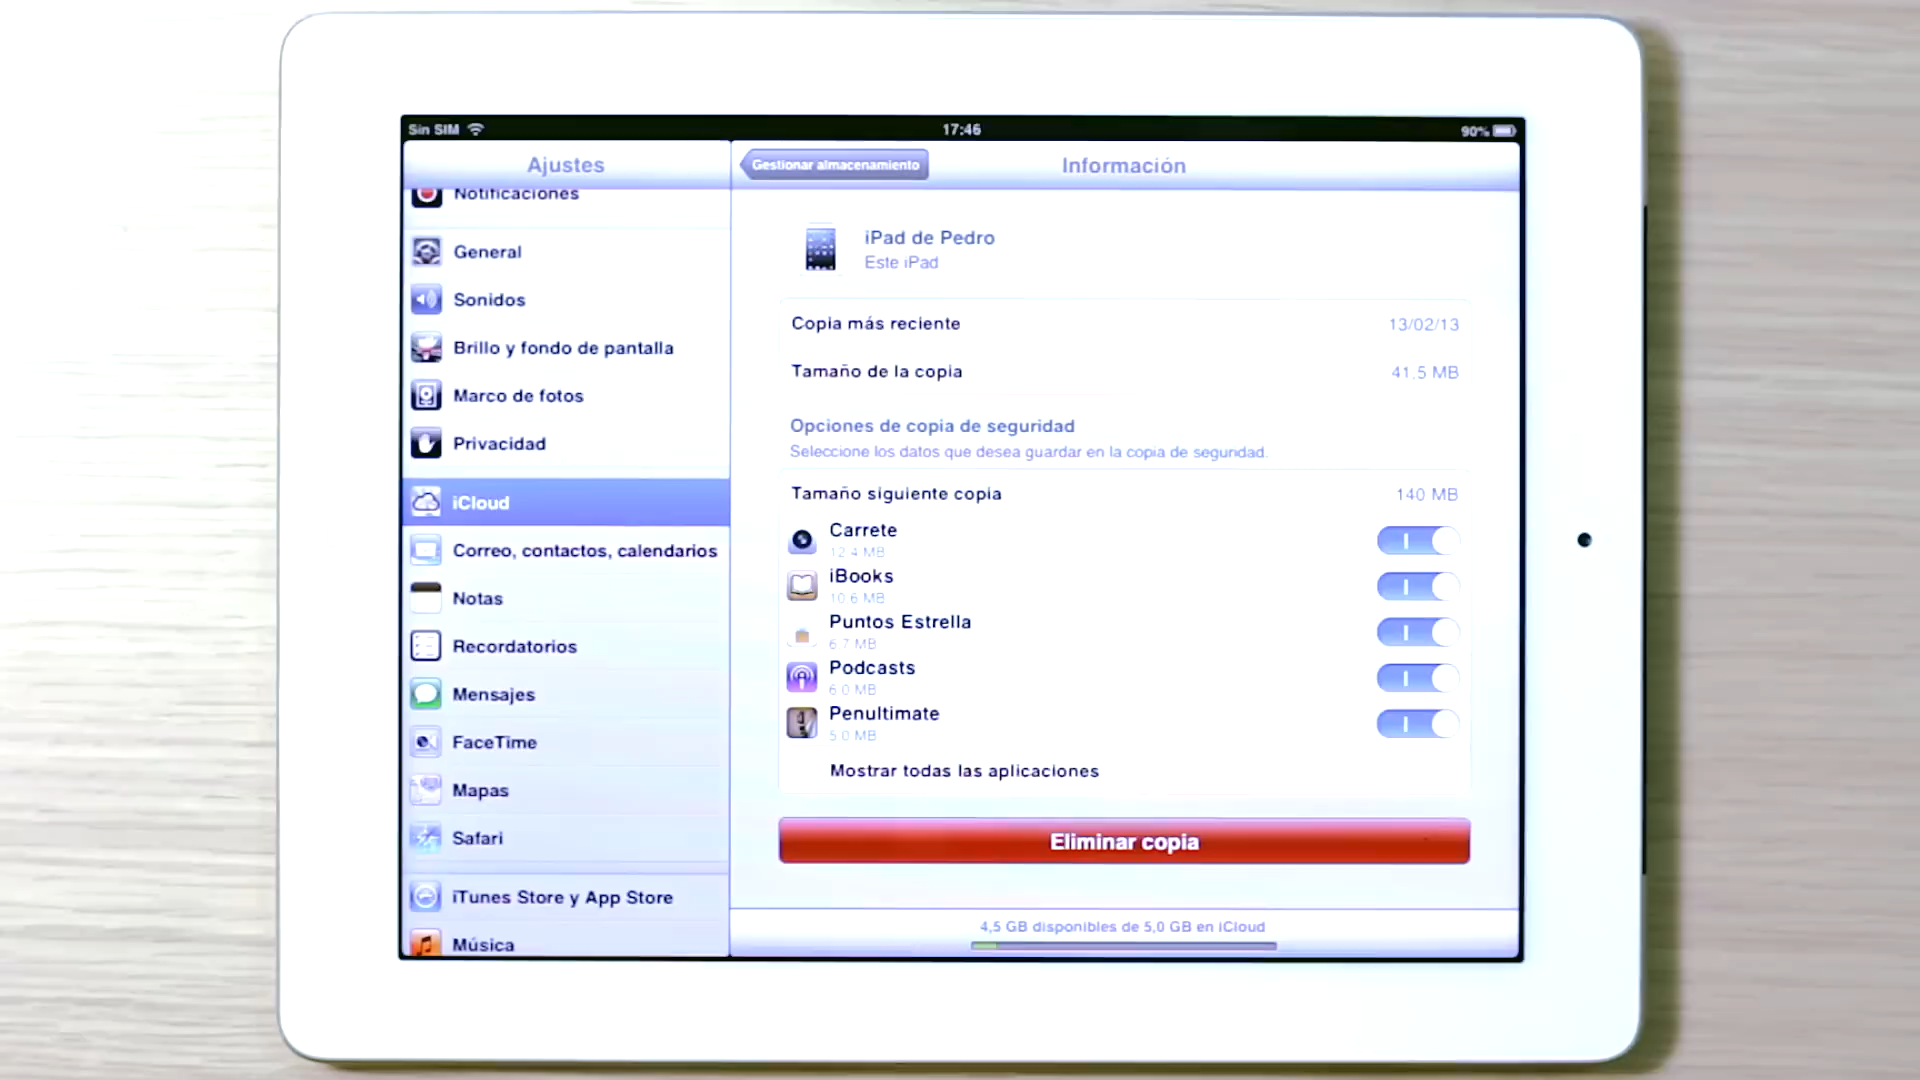 Sin SIM
17:46
90%
Ajustes
Notificaciones
General
Sonidos
Brillo y fondo de pantalla
Marco de fotos
Privacidad
iCloud
Correo, contactos, calendarios
Notas
Recordatorios
Mensajes
FaceTime
Mapas
Safari
iTunes Store y App Store
Música
Gestionar almacenamiento
Información
iPad de Pedro
Este iPad
Copia más reciente 13/02/13
Tamaño de la copia 41,5 MB
Opciones de copia de seguridad
Seleccione los datos que desea guardar en la copia de seguridad.
Tamaño siguiente copia 140 MB
Carrete
12,4 MB
iBooks
10,6 MB
Puntos Estrella
6,7 MB
Podcasts
6,0 MB
Penultimate
5,0 MB
Mostrar todas las aplicaciones
Eliminar copia
4,5 GB disponibles de 5,0 GB en iCloud